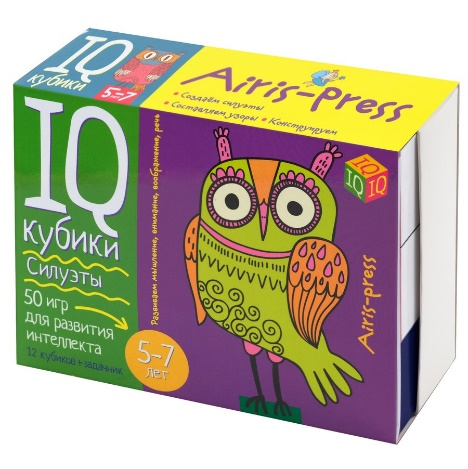 IQ
кубики
5-7
Airis-Press
• Создаём силуэты
• Составляем узоры • Конструируем
IQ
кубики
Силуэты
50 игр
для развития
интеллекта
12 кубиков + задачник
Развиваем мышление, внимание, воображение, речь
5-7
лет
IQ
IQ
IQ
Airis-press